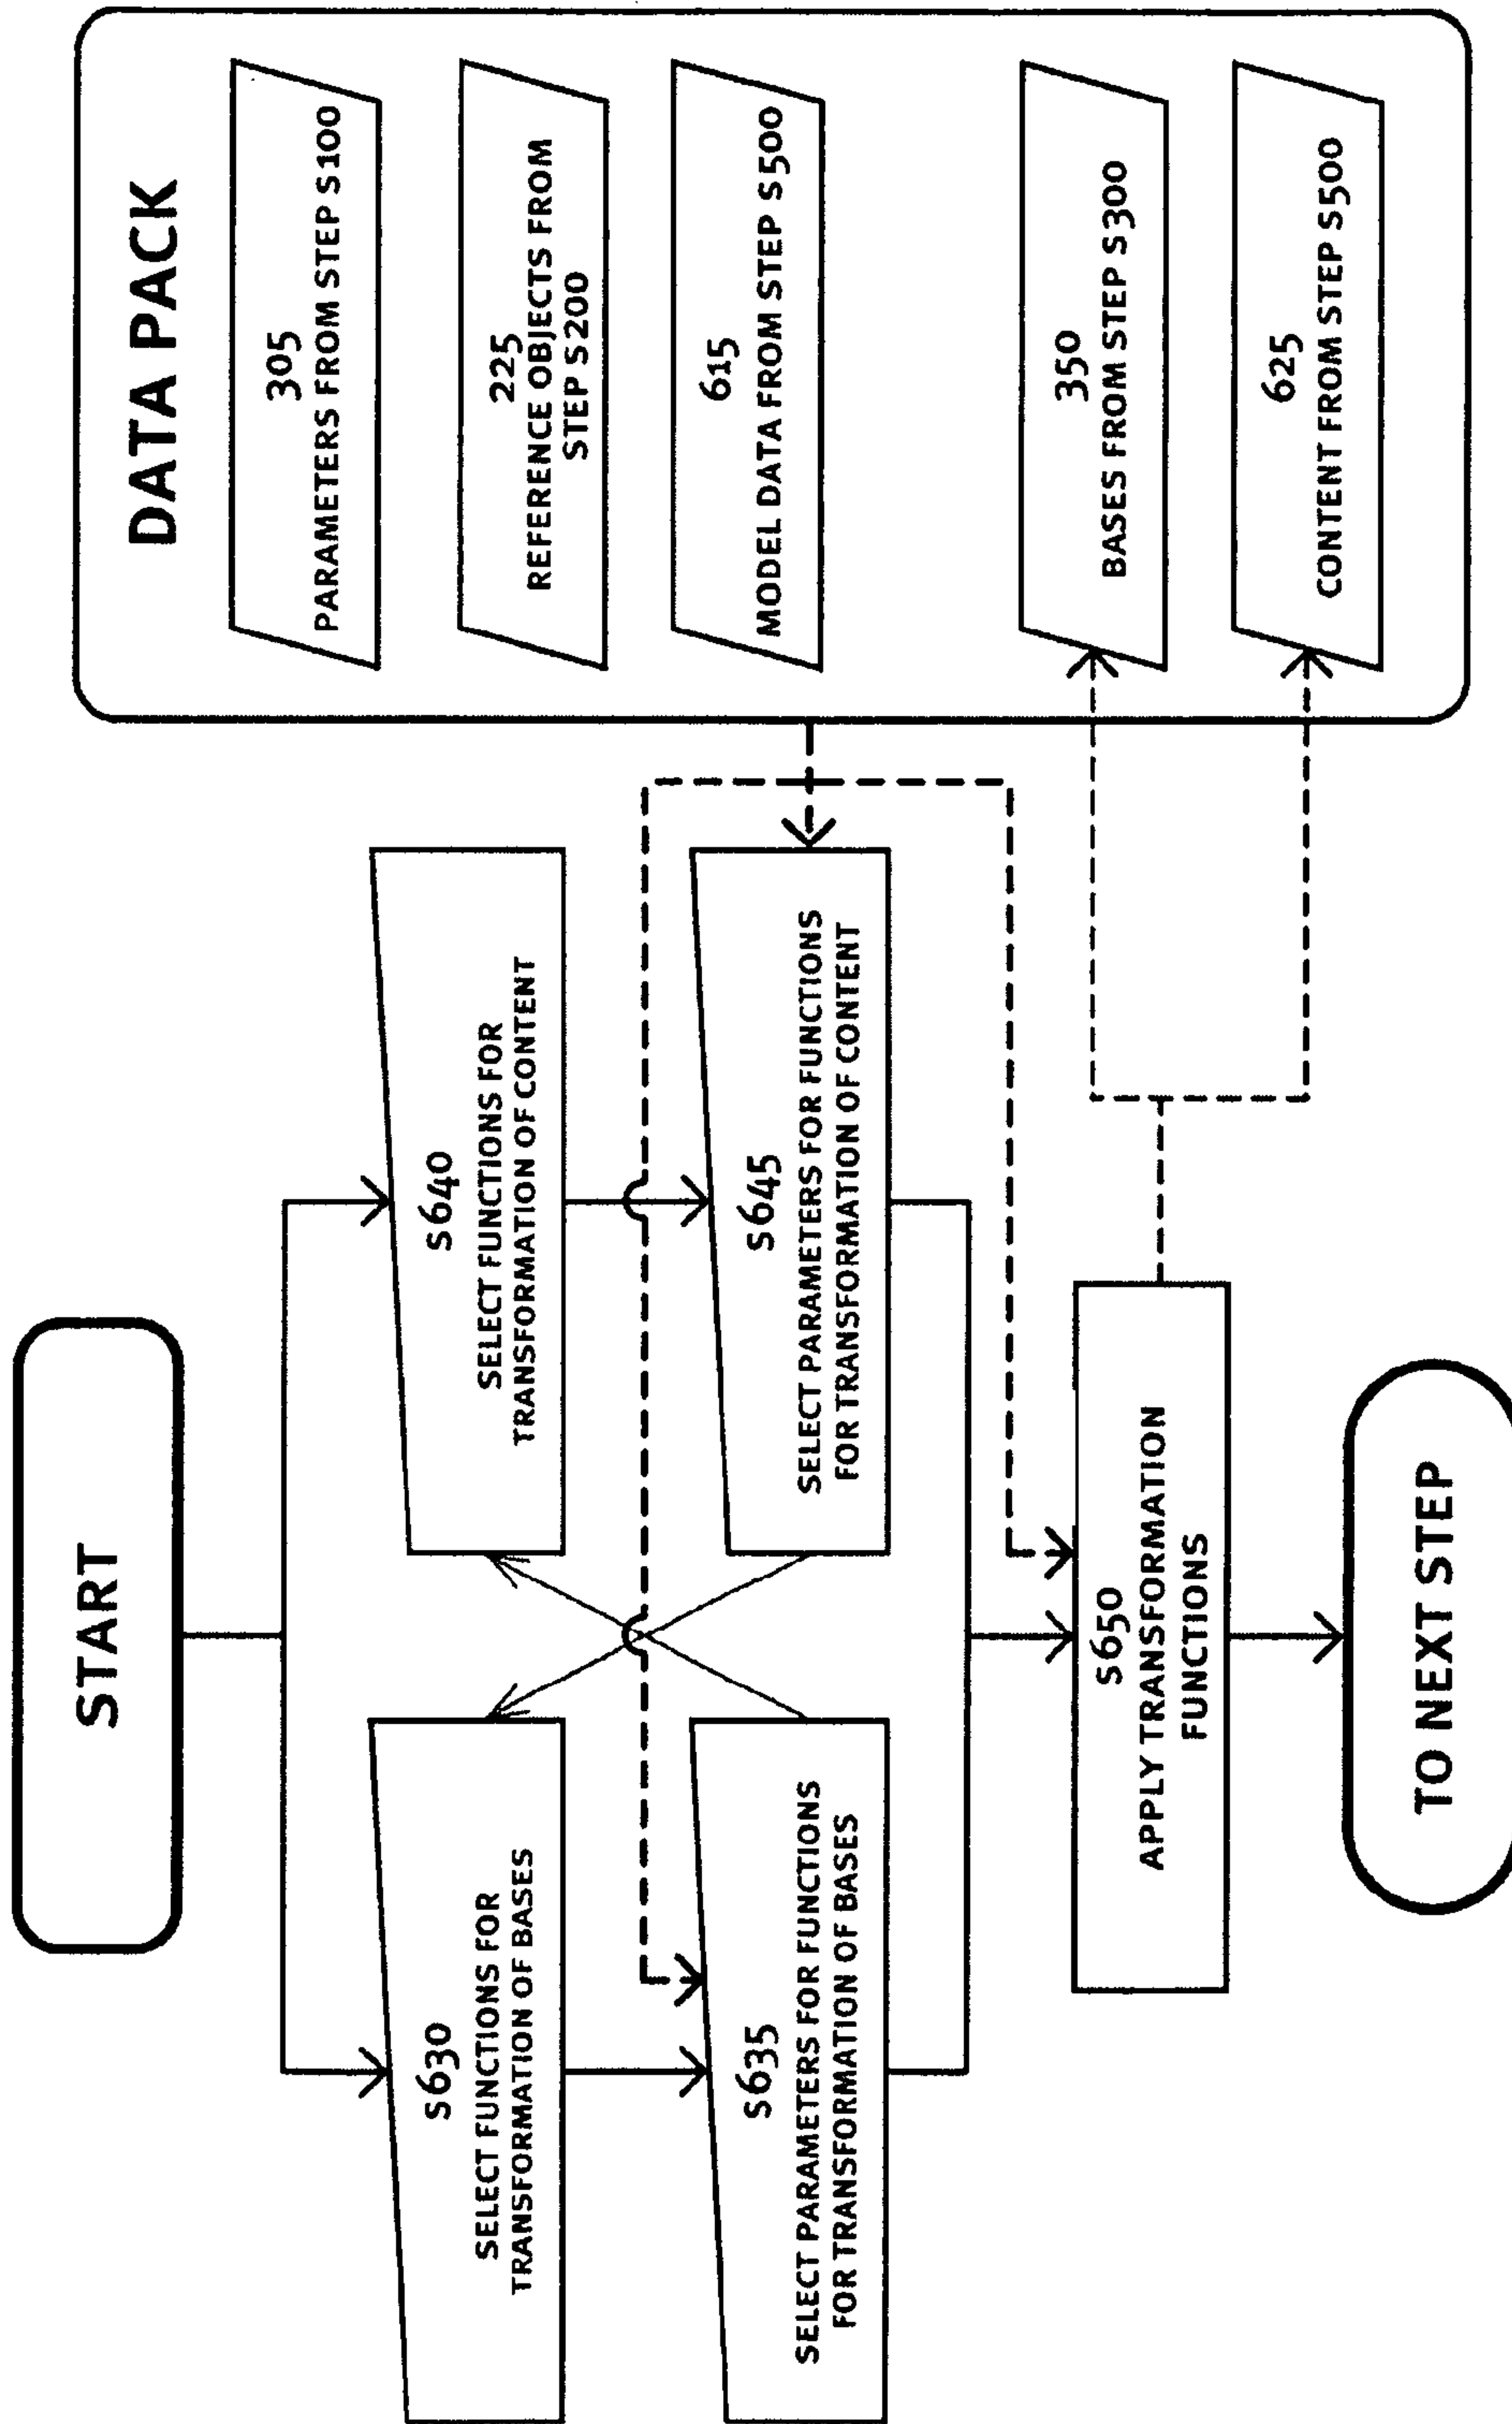 START
S630
SELECT FUNCTIONS FOR
TRANSFORMATION OF BASES
S640
SELECT FUNCTIONS FOR
TRANSFORMATION OF CONTENT
S635
SELECT PARAMETERS FOR FUNCTIONS
FOR TRANSFORMATION OF BASES
S645
SELECT PARAMETERS FOR FUNCTIONS
FOR TRANSFORMATION OF CONTENT
S650
APPLY TRANSFORMATION
FUNCTIONS
TO NEXT STEP
DATA PACK
305
PARAMETERS FROM STEP S100
225
REFERENCE OBJECTS FROM
STEP S200
615
MODEL DATA FROM STEP S500
350
BASES FROM STEP S300
625
CONTENT FROM STEP S500